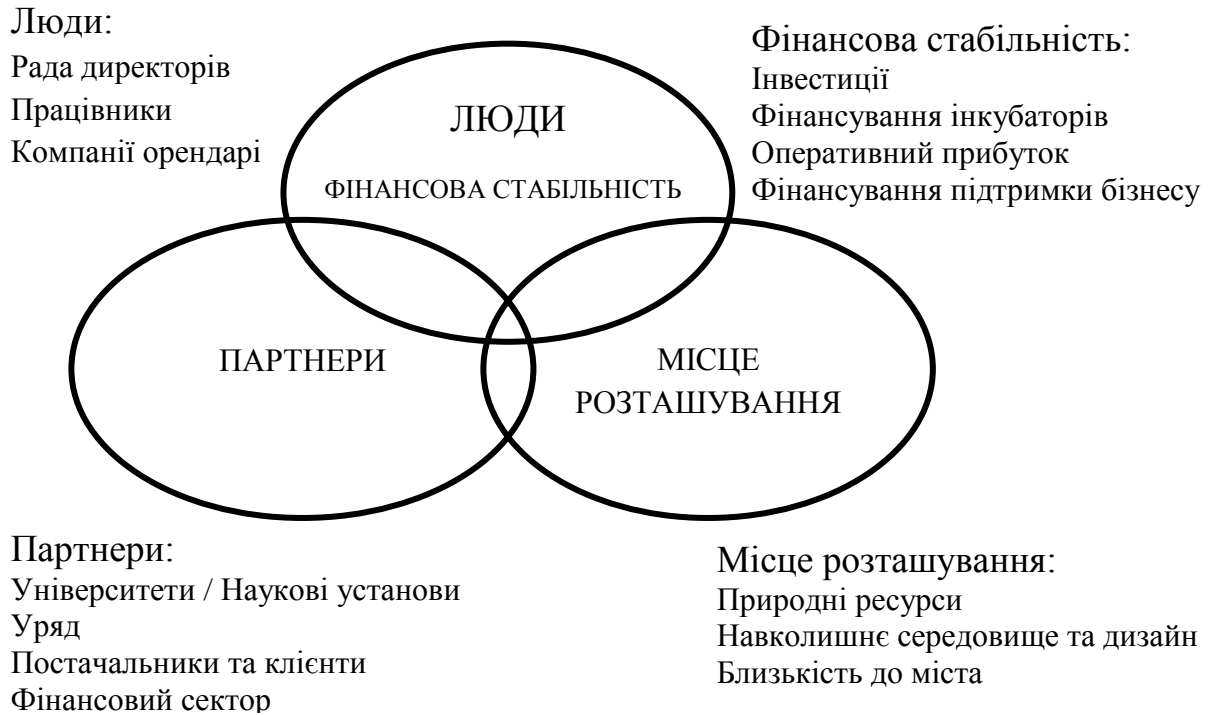 Люди:
Рада директорів
Працівники
Компанії орендарі
Фінансова стабільність:
Інвестиції
Фінансування інкубаторів
Оперативний прибуток
Фінансування підтримки бізнесу
ЛЮДИ
ФІНАНСОВА СТАБІЛЬНІСТЬ
ПАРТНЕРИ
МІСЦЕ
РОЗТАШУВАННЯ
Партнери:
Університети / Наукові установи
Уряд
Постачальники та клієнти
Фінансовий сектор
Місце розташування:
Природні ресурси
Навколишнє середовище та дизайн
Близькість до міста